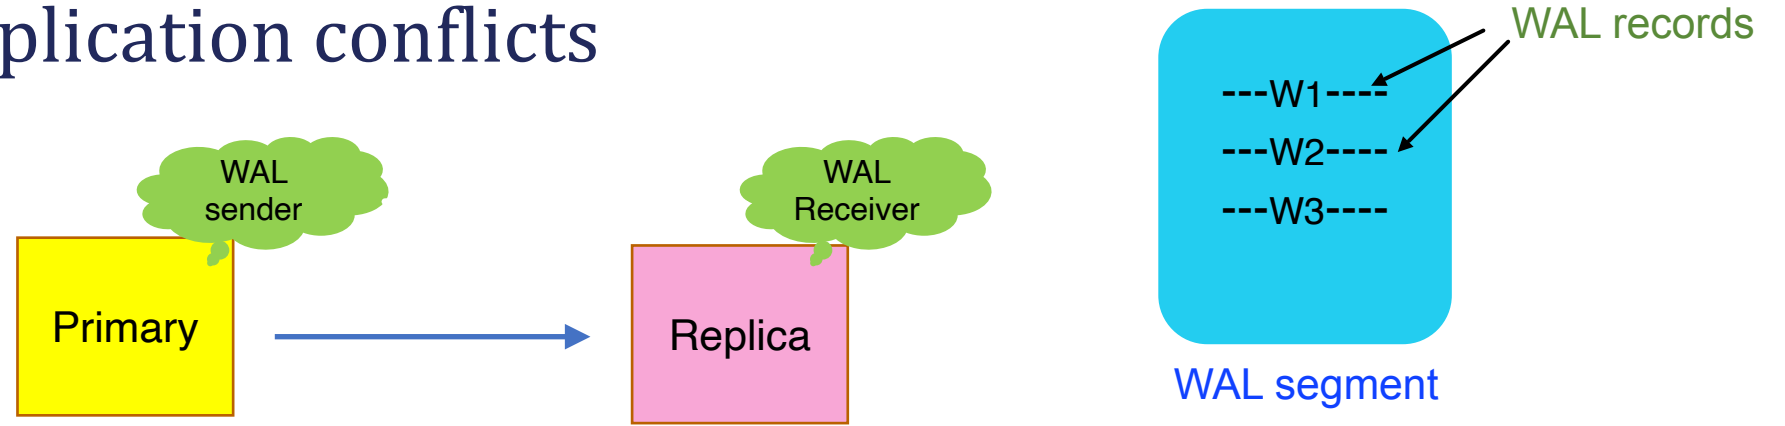 plication conflicts
WAL records
---W1----
---W2----
---W3----
WAL
sender
WAL
Receiver
Primary
Replica
WAL segment